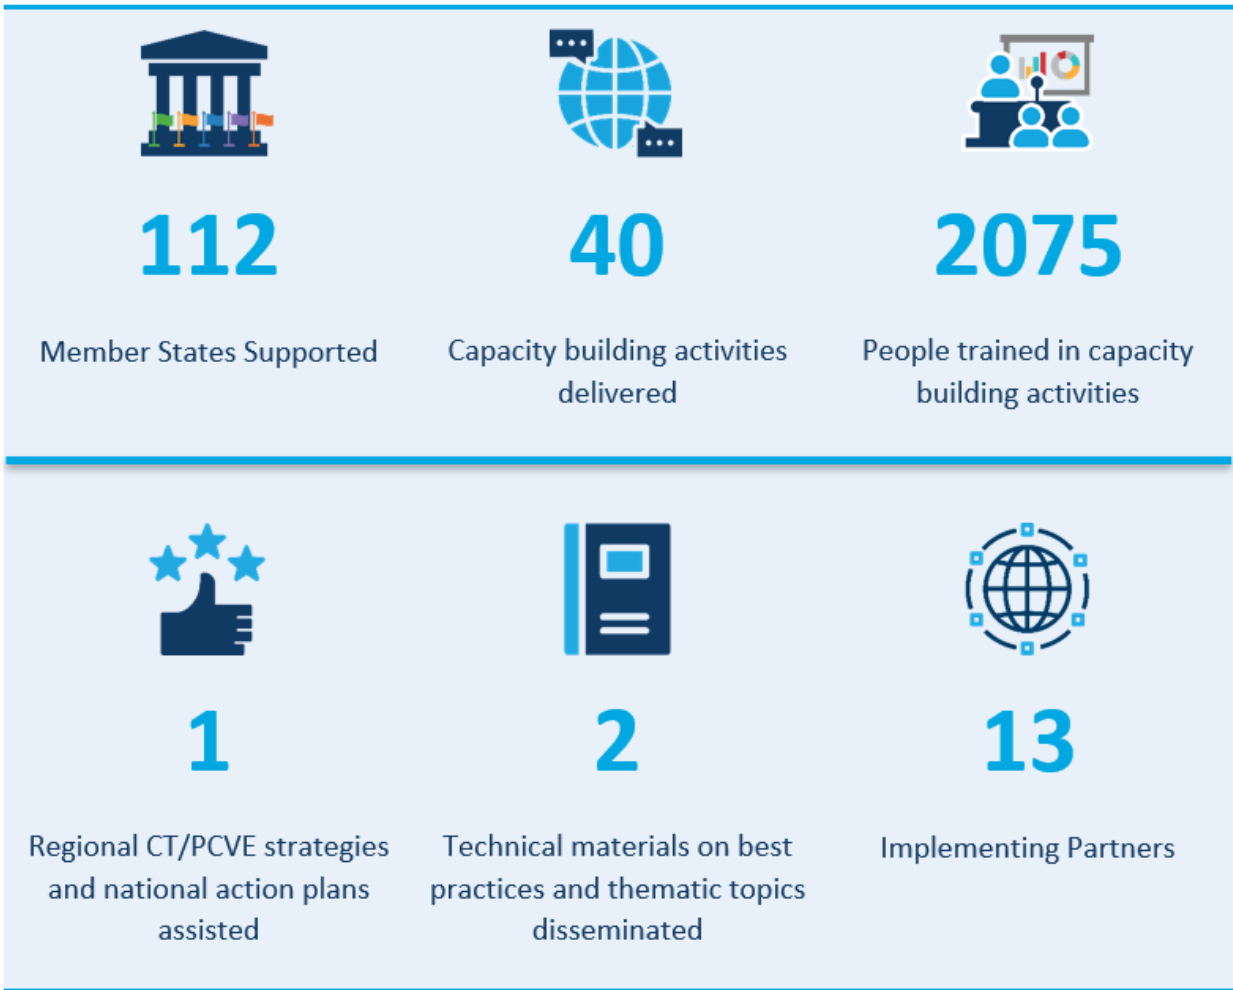 112
40
2075
Member States Supported
Capacity building activities
delivered
People trained in capacity
building activities
1
2
13
Regional CT/PCVE strategies
and national action plans
assisted
Technical materials on best
practices and thematic topics
disseminated
Implementing Partners